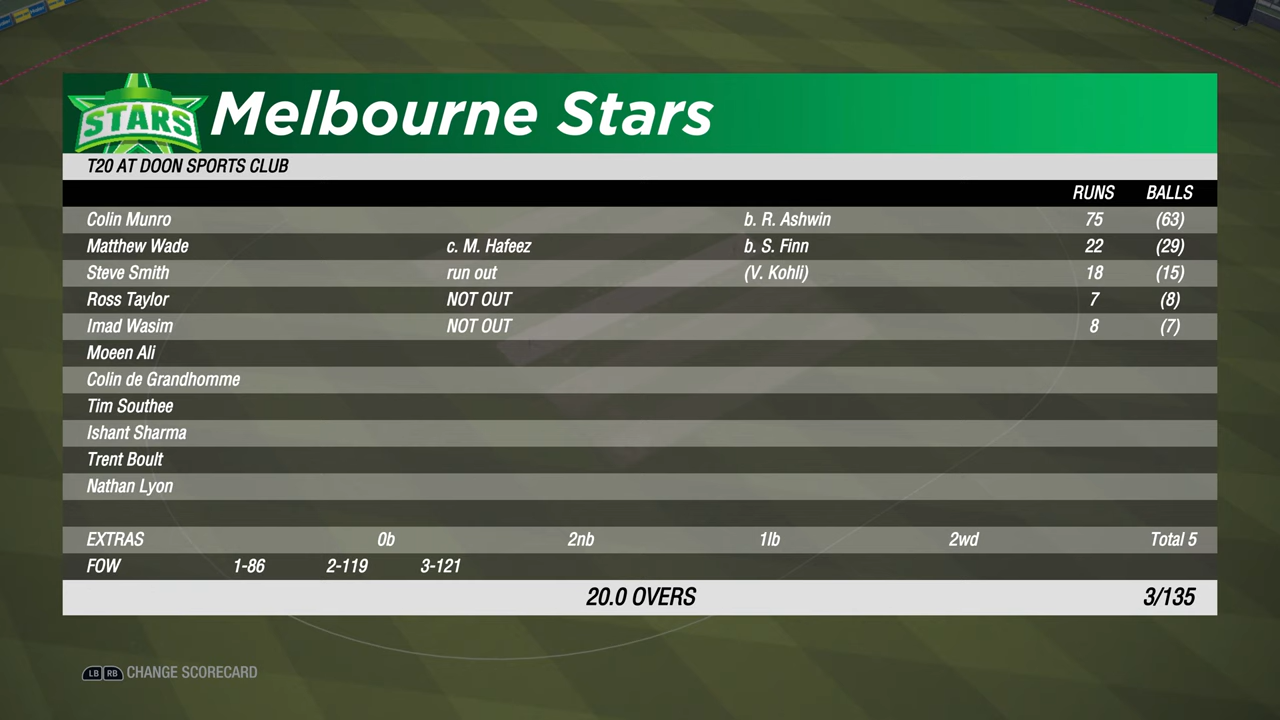 STARS Melbourne Stars
T20 AT DOON SPORTS CLUB
RUNS BALLS
Colin Munro b. R. Ashwin 75 (63)
Matthew Wade c. M. Hafeez b. S. Finn 22 (29)
Steve Smith run out (V. Kohli) 18 (15)
Ross Taylor NOT OUT 7 (8)
Imad Wasim NOT OUT 8 (7)
Moeen Ali
Colin de Grandhomme
Tim Southee
Ishant Sharma
Trent Boult
Nathan Lyon
EXTRAS 0b 2nb 1lb 2wd Total 5
FOW 1-86 2-119 3-121
20.0 OVERS 3/135
LB RB CHANGE SCORECARD